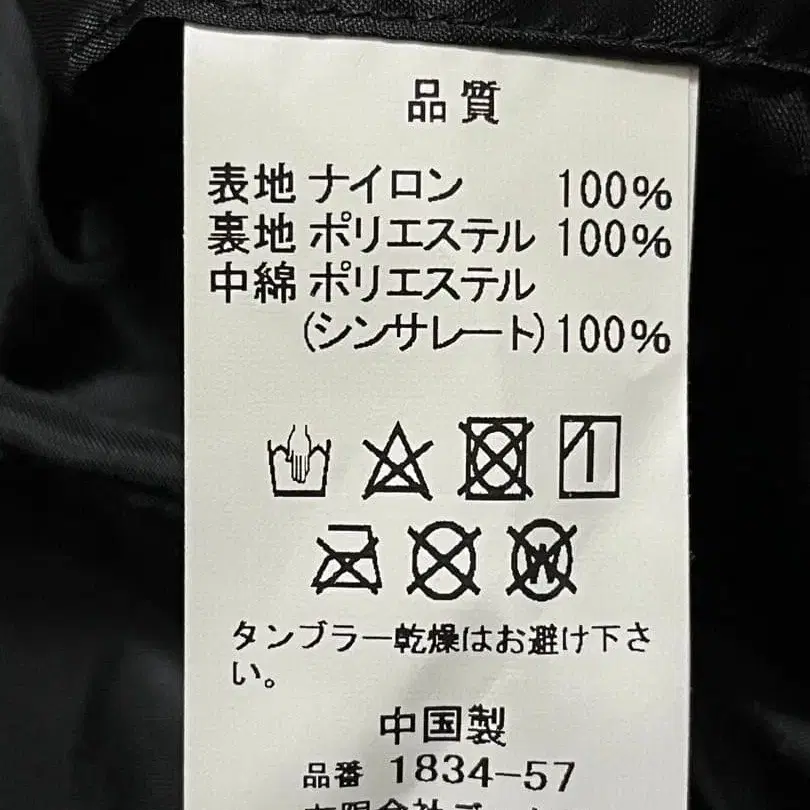 品質
表地 ナイロン 100%
裏地 ポリエステル 100%
中綿 ポリエステル
(シンサレート)100%
タンブラー乾燥はお避け下さ
い。
中国製
品番 1834-57